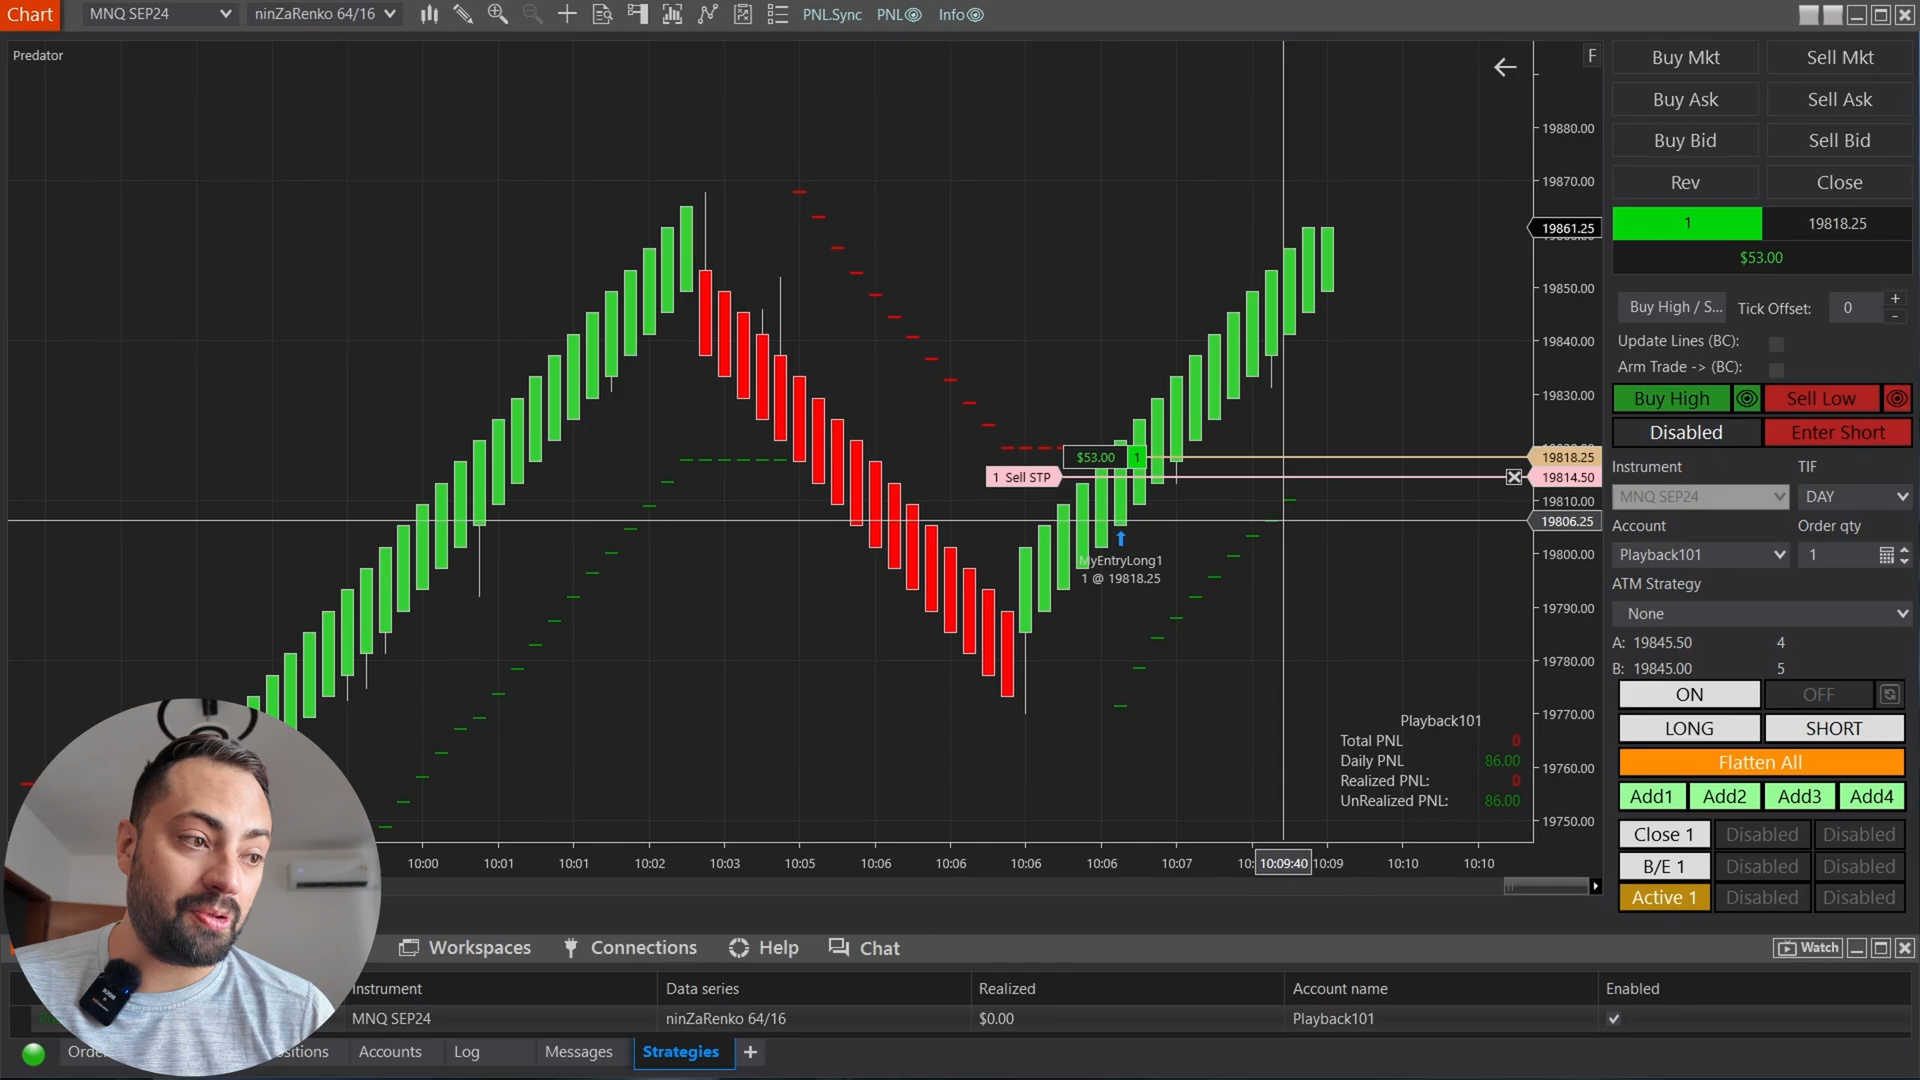 Chart
MNQ SEP24
ninZaRenko 64/16
PNL.Sync
PNL
Info
Predator
F
19880.00
19870.00
19861.25
19850.00
19840.00
19830.00
19818.25
19814.50
19810.00
19806.25
19800.00
19790.00
19780.00
19770.00
19760.00
19750.00
$53.00 1
1 Sell STP
MyEntryLong1
1 @ 19818.25
Playback101
Total PNL 0
Daily PNL 86.00
Realized PNL: 0
UnRealized PNL: 86.00
10:00 10:01 10:01 10:02 10:03 10:05 10:06 10:06 10:06 10:06 10:07 10:09:40 10:09 10:10 10:10
Buy Mkt Sell Mkt
Buy Ask Sell Ask
Buy Bid Sell Bid
Rev Close
1 19818.25
$53.00
Buy High / S... Tick Offset: 0 + -
Update Lines (BC):
Arm Trade -> (BC):
Buy High Sell Low
Disabled Enter Short
Instrument TIF
MNQ SEP24 DAY
Account Order qty
Playback101 1
ATM Strategy
None
A: 19845.50 4
B: 19845.00 5
ON OFF
LONG SHORT
Flatten All
Add1 Add2 Add3 Add4
Close 1 Disabled Disabled
B/E 1 Disabled Disabled
Active 1 Disabled Disabled
Workspaces Connections Help Chat Watch
Instrument Data series Realized Account name Enabled
MNQ SEP24 ninZaRenko 64/16 $0.00 Playback101
Accounts Log Messages Strategies +